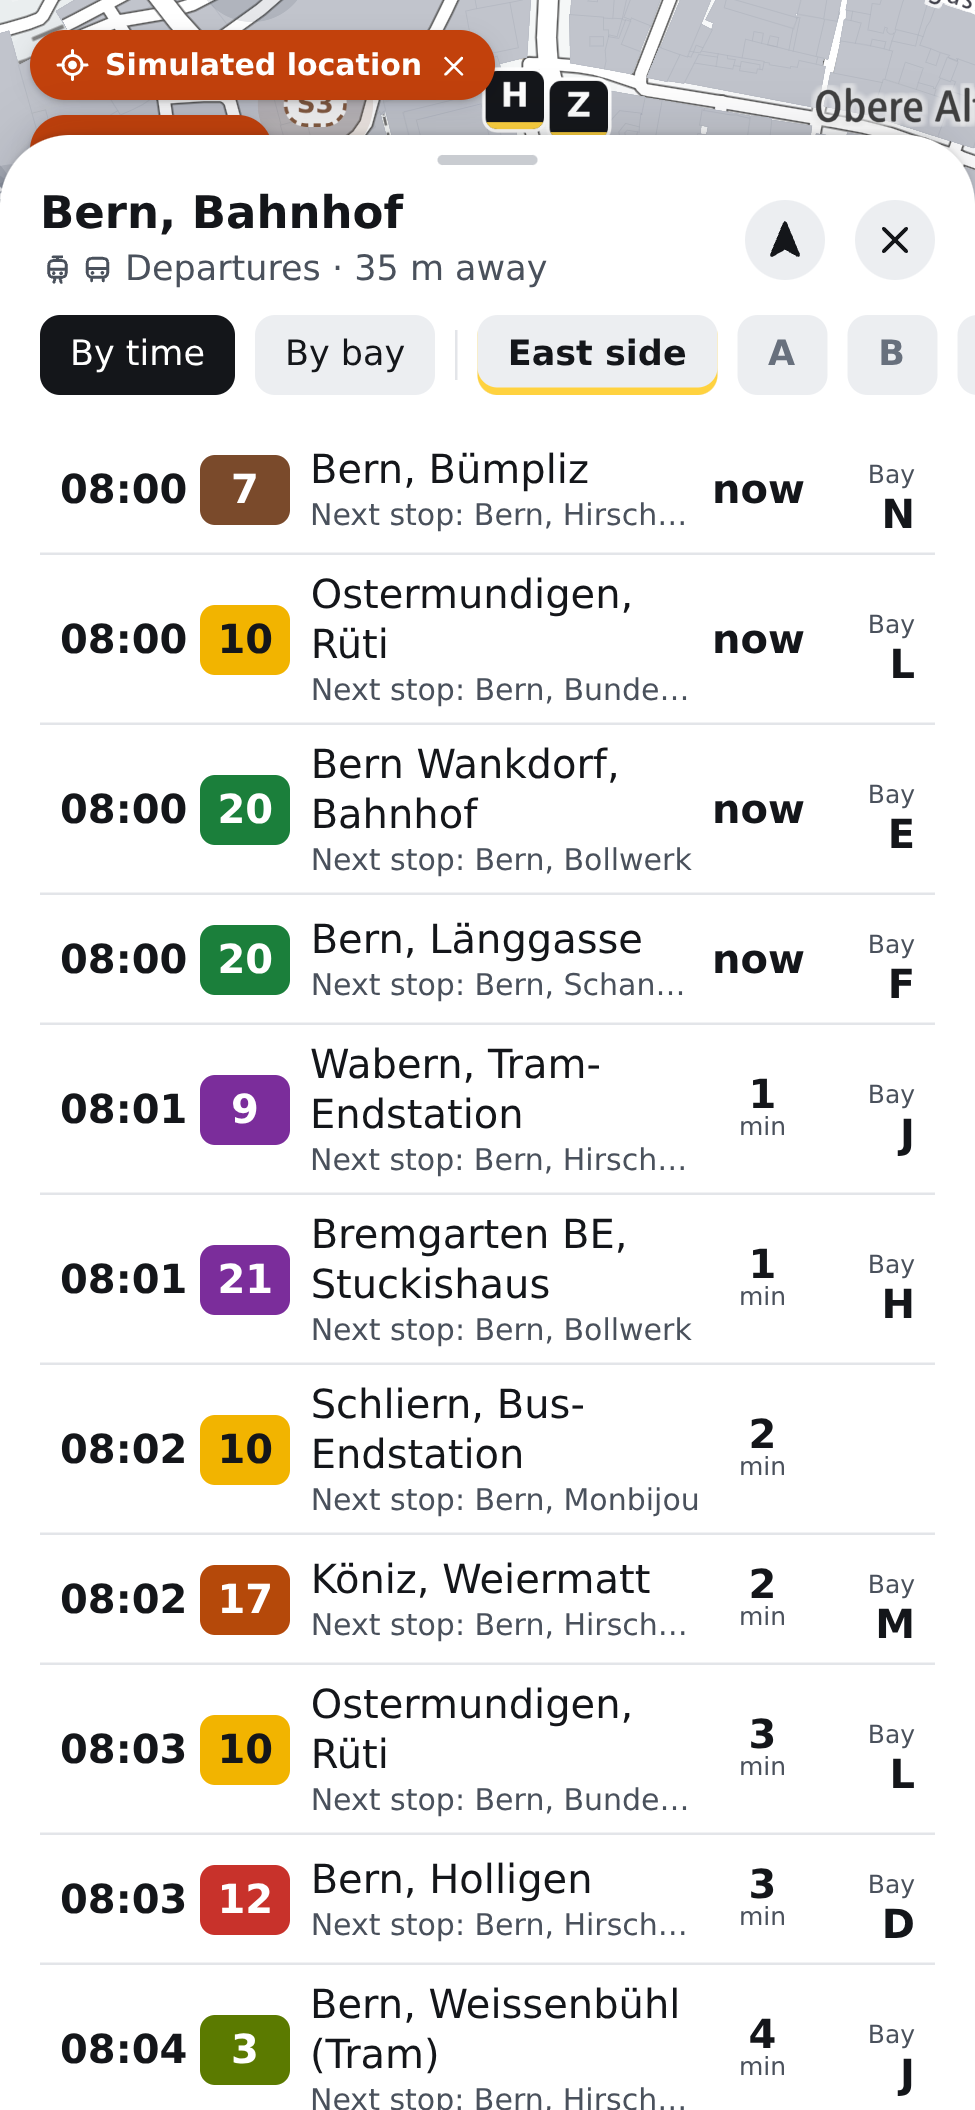 Simulated location
S3
H
Z
Bern, Bahnhof
Departures · 35 m away
By time
By bay
East side
A
B
08:00 7 Bern, Bümpliz now Bay N
Next stop: Bern, Hirsch...
08:00 10 Ostermundigen, now Bay L
Rüti
Next stop: Bern, Bunde...
08:00 20 Bern Wankdorf, now Bay E
Bahnhof
Next stop: Bern, Bollwerk
08:00 20 Bern, Länggasse now Bay F
Next stop: Bern, Schan...
08:01 9 Wabern, Tram- 1 min Bay J
Endstation
Next stop: Bern, Hirsch...
08:01 21 Bremgarten BE, 1 min Bay H
Stuckishaus
Next stop: Bern, Bollwerk
08:02 10 Schliern, Bus- 2 min
Endstation
Next stop: Bern, Monbijou
08:02 17 Köniz, Weiermatt 2 min Bay M
Next stop: Bern, Hirsch...
08:03 10 Ostermundigen, 3 min Bay L
Rüti
Next stop: Bern, Bunde...
08:03 12 Bern, Holligen 3 min Bay D
Next stop: Bern, Hirsch...
08:04 3 Bern, Weissenbühl 4 min Bay J
(Tram)
Next stop: Bern, Hirsch...
Obere